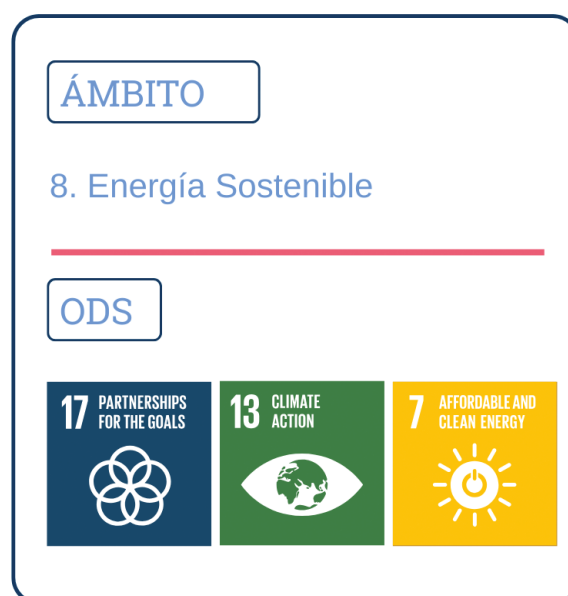 ÁMBITO
8. Energía Sostenible
ODS
17 PARTNERSHIPS
FOR THE GOALS
13 CLIMATE
ACTION
7 AFFORDABLE AND
CLEAN ENERGY